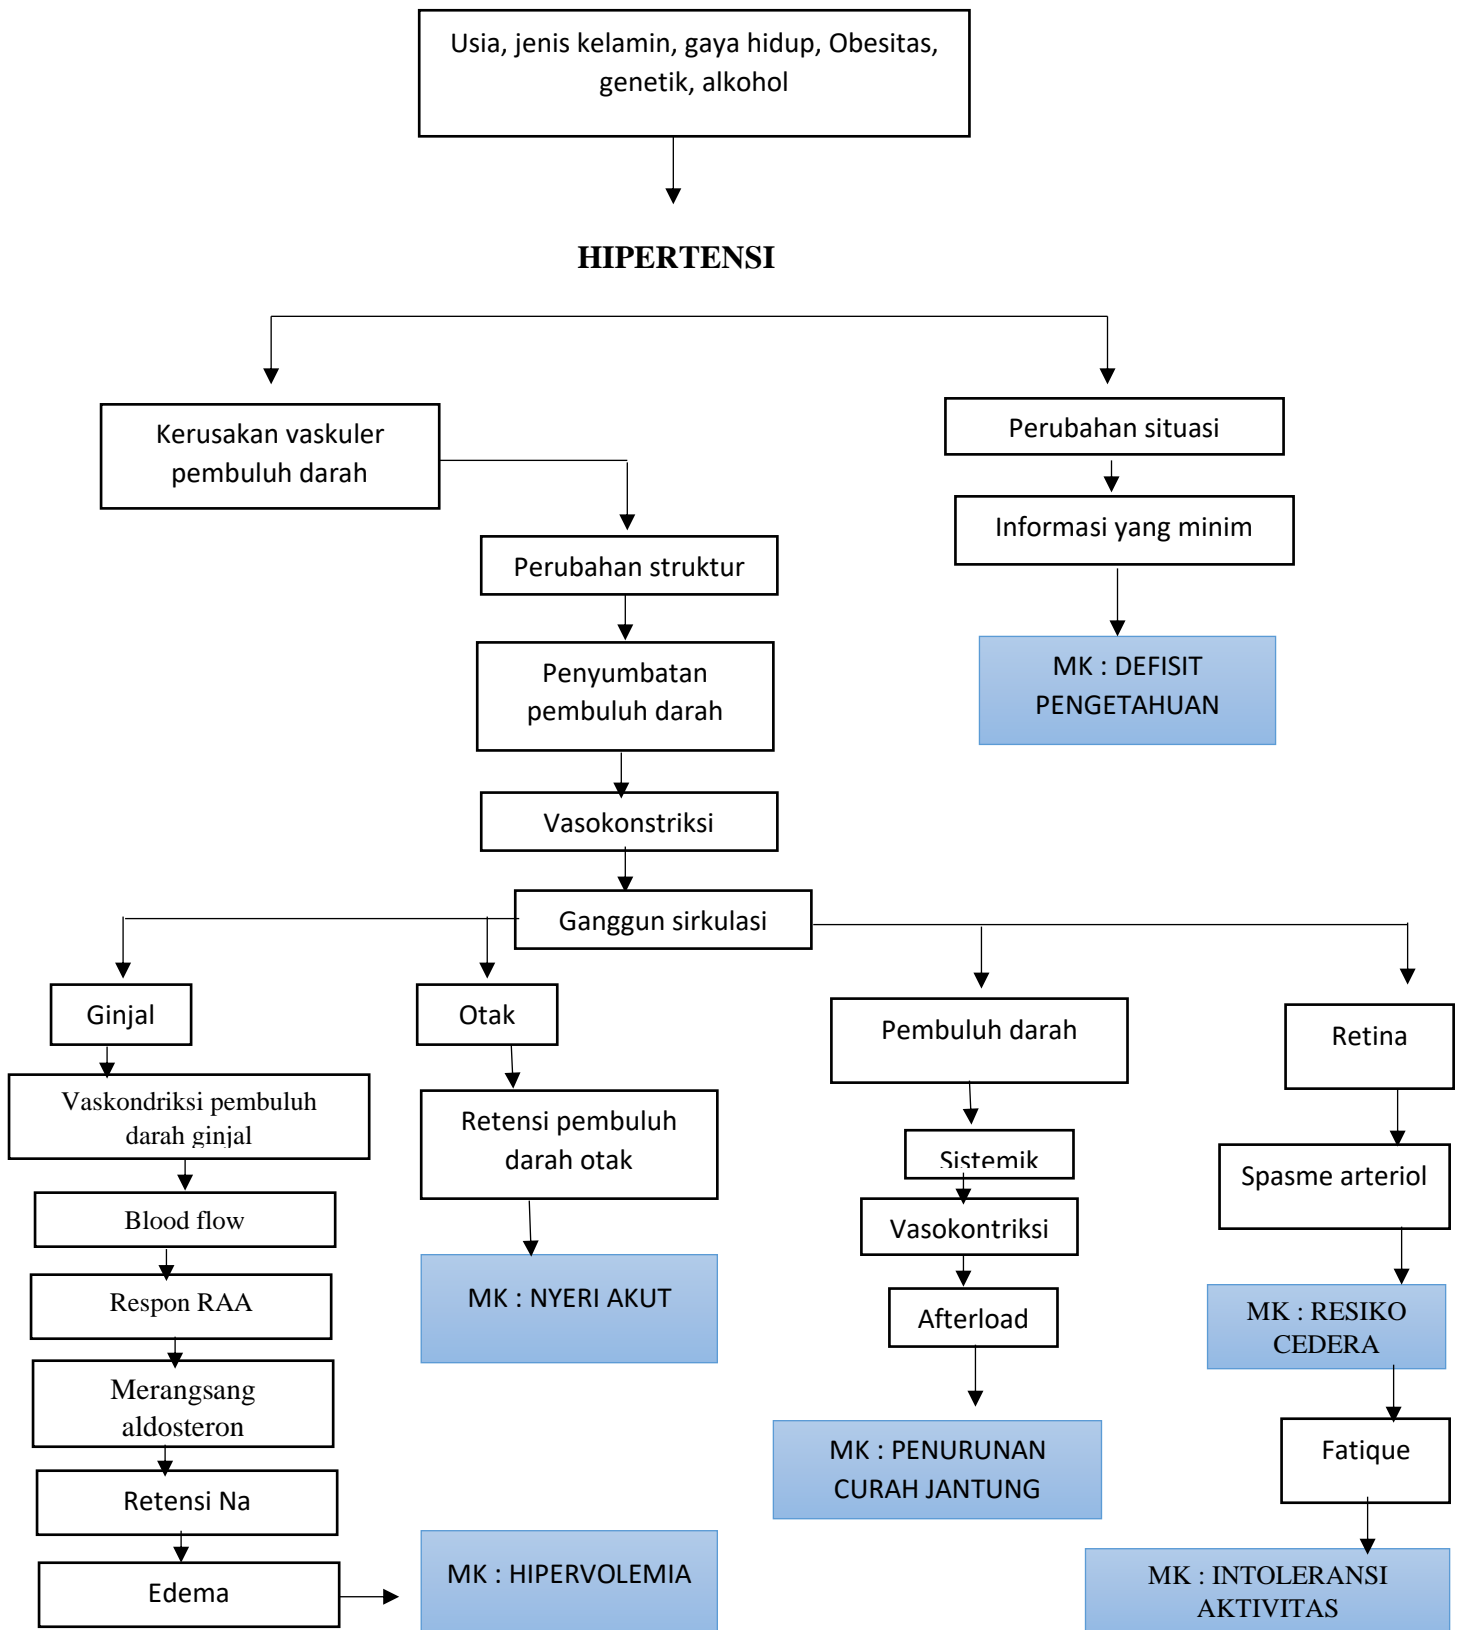 Usia, jenis kelamin, gaya hidup, Obesitas,
genetik, alkohol
HIPERTENSI
Kerusakan vaskuler
pembuluh darah
Perubahan situasi
Informasi yang minim
Perubahan struktur
MK : DEFISIT
PENGETAHUAN
Penyumbatan
pembuluh darah
Vasokonstriksi
Ganggun sirkulasi
Ginjal
Otak
Pembuluh darah
Retina
Vaskondriksi pembuluh
darah ginjal
Retensi pembuluh
darah otak
Sistemik
Spasme arteriol
Blood flow
Vasokontriksi
Respon RAA
MK : NYERI AKUT
Afterload
MK : RESIKO
CEDERA
Merangsang
aldosteron
MK : PENURUNAN
CURAH JANTUNG
Fatique
Retensi Na
Edema
MK : HIPERVOLEMIA
MK : INTOLERANSI
AKTIVITAS